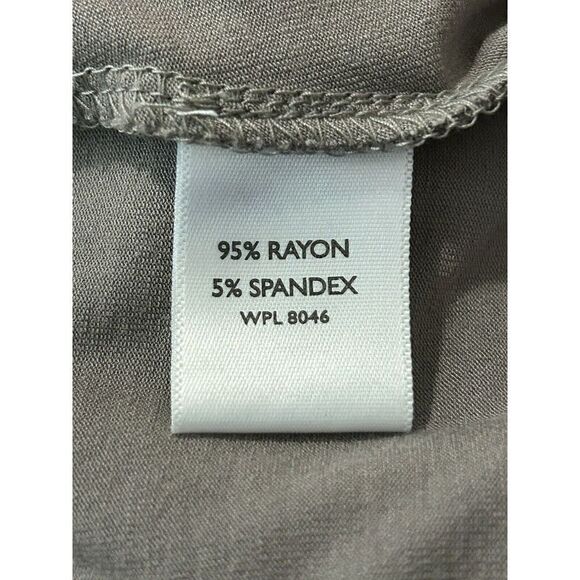 95% RAYON
5% SPANDEX
WPL 8046